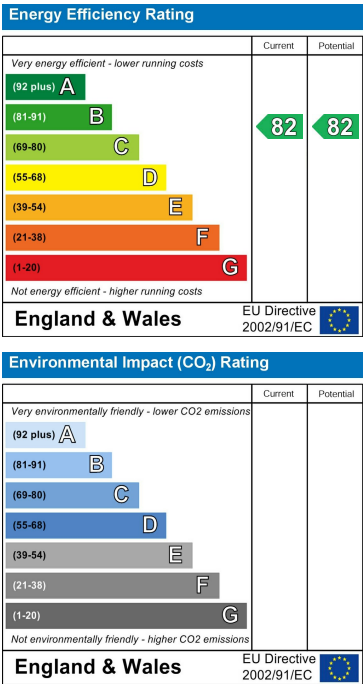 Energy Efficiency Rating
Current Potential
Very energy efficient - lower running costs
(92 plus) A
(81-91) B
82 82
(69-80) C
(55-68) D
(39-54) E
(21-38) F
(1-20) G
Not energy efficient - higher running costs
England & Wales
EU Directive
2002/91/EC
Environmental Impact (CO₂) Rating
Current Potential
Very environmentally friendly - lower CO2 emissions
(92 plus) A
(81-91) B
(69-80) C
(55-68) D
(39-54) E
(21-38) F
(1-20) G
Not environmentally friendly - higher CO2 emissions
England & Wales
EU Directive
2002/91/EC